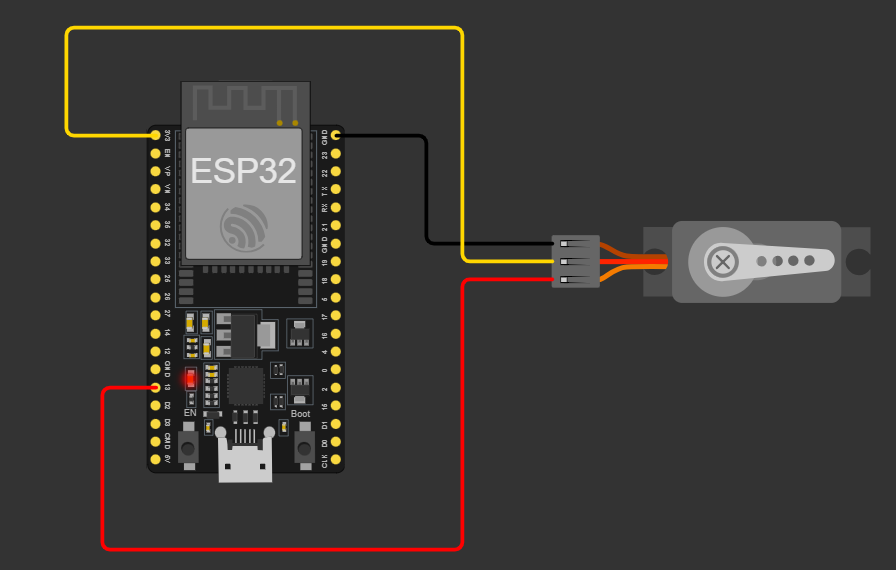 ESP32
3V3
EN
VP
VN
34
35
32
33
25
26
27
14
12
GND
13
D2
D3
CMD
5V
GND
23
22
TX
RX
21
GND
19
18
5
17
16
4
0
2
15
D1
D0
CLK
EN
Boot